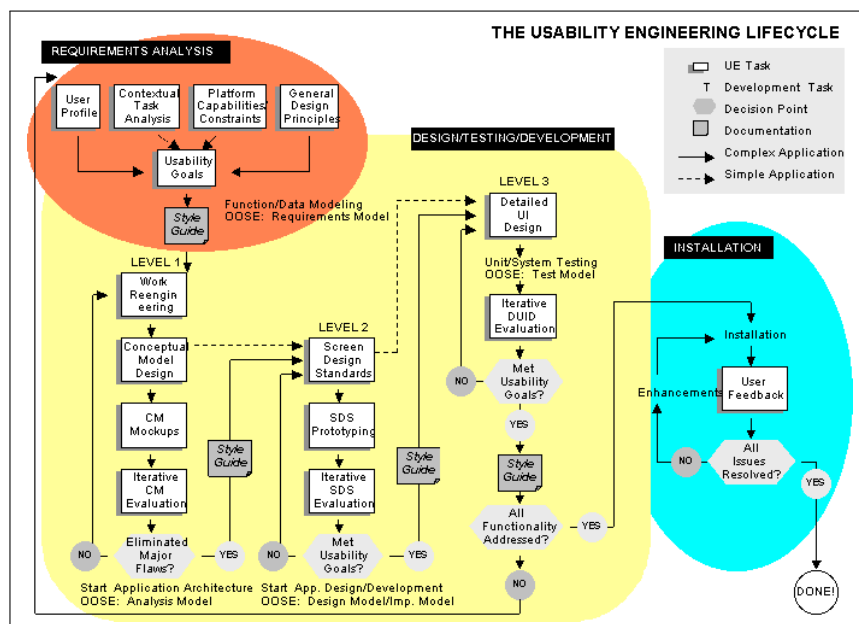 THE USABILITY ENGINEERING LIFECYCLE
REQUIREMENTS ANALYSIS
UE Task
T Development Task
Decision Point
Documentation
Complex Application
Simple Application
User
Profile
Contextual
Task
Analysis
Platform
Capabilities/
Constraints
General
Design
Principles
Usability
Goals
Function/Data Modeling
OOSE: Requirements Model
Style
Guide
DESIGN/TESTING/DEVELOPMENT
LEVEL 1
Work
Reengi-
neering
Conceptual
Model
Design
CM
Mockups
Iterative
CM
Evaluation
Eliminated
Major
Flaws?
NO
YES
Style
Guide
Start Application Architecture
OOSE: Analysis Model
LEVEL 2
Screen
Design
Standards
SDS
Prototyping
Iterative
SDS
Evaluation
Met
Usability
Goals?
NO
YES
Style
Guide
Start App. Design/Development
OOSE: Design Model/Imp. Model
LEVEL 3
Detailed
UI
Design
Unit/System Testing
OOSE: Test Model
Iterative
DUID
Evaluation
Met
Usability
Goals?
NO
YES
Style
Guide
All
Functionality
Addressed?
YES
NO
INSTALLATION
Installation
Enhancements
User
Feedback
All
Issues
Resolved?
NO
YES
DONE!